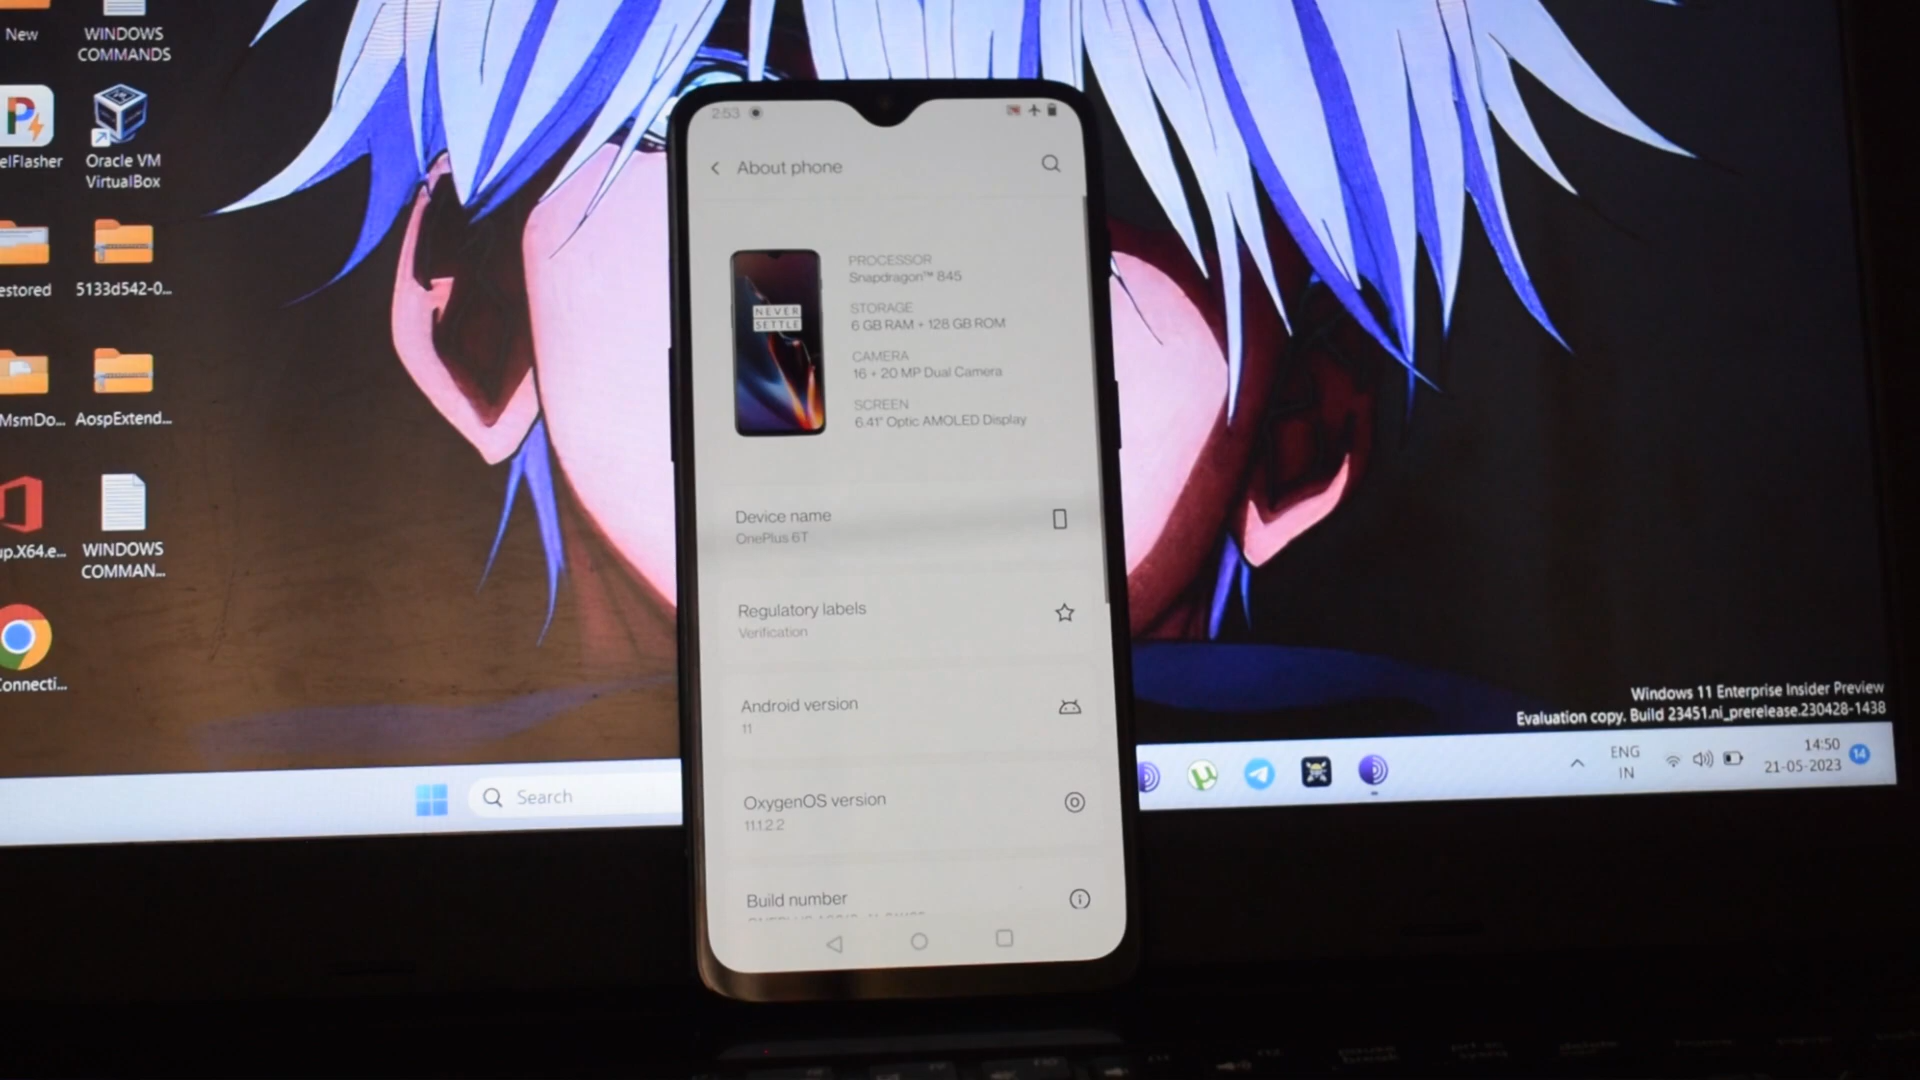 New
WINDOWS
COMMANDS
elFlasher
Oracle VM
VirtualBox
estored
5133d542-0...
MsmDo...
AospExtend...
up.X64.e...
WINDOWS
COMMAN...
Connecti...
2:53
About phone
NEVER
SETTLE
PROCESSOR
Snapdragon™ 845
STORAGE
6 GB RAM + 128 GB ROM
CAMERA
16 + 20 MP Dual Camera
SCREEN
6.41" Optic AMOLED Display
Device name
OnePlus 6T
Regulatory labels
Verification
Android version
11
OxygenOS version
11.1.2.2
Build number
Windows 11 Enterprise Insider Preview
Evaluation copy. Build 23451.ni_prerelease.230428-1438
Search
ENG
IN
14:50
21-05-2023
14